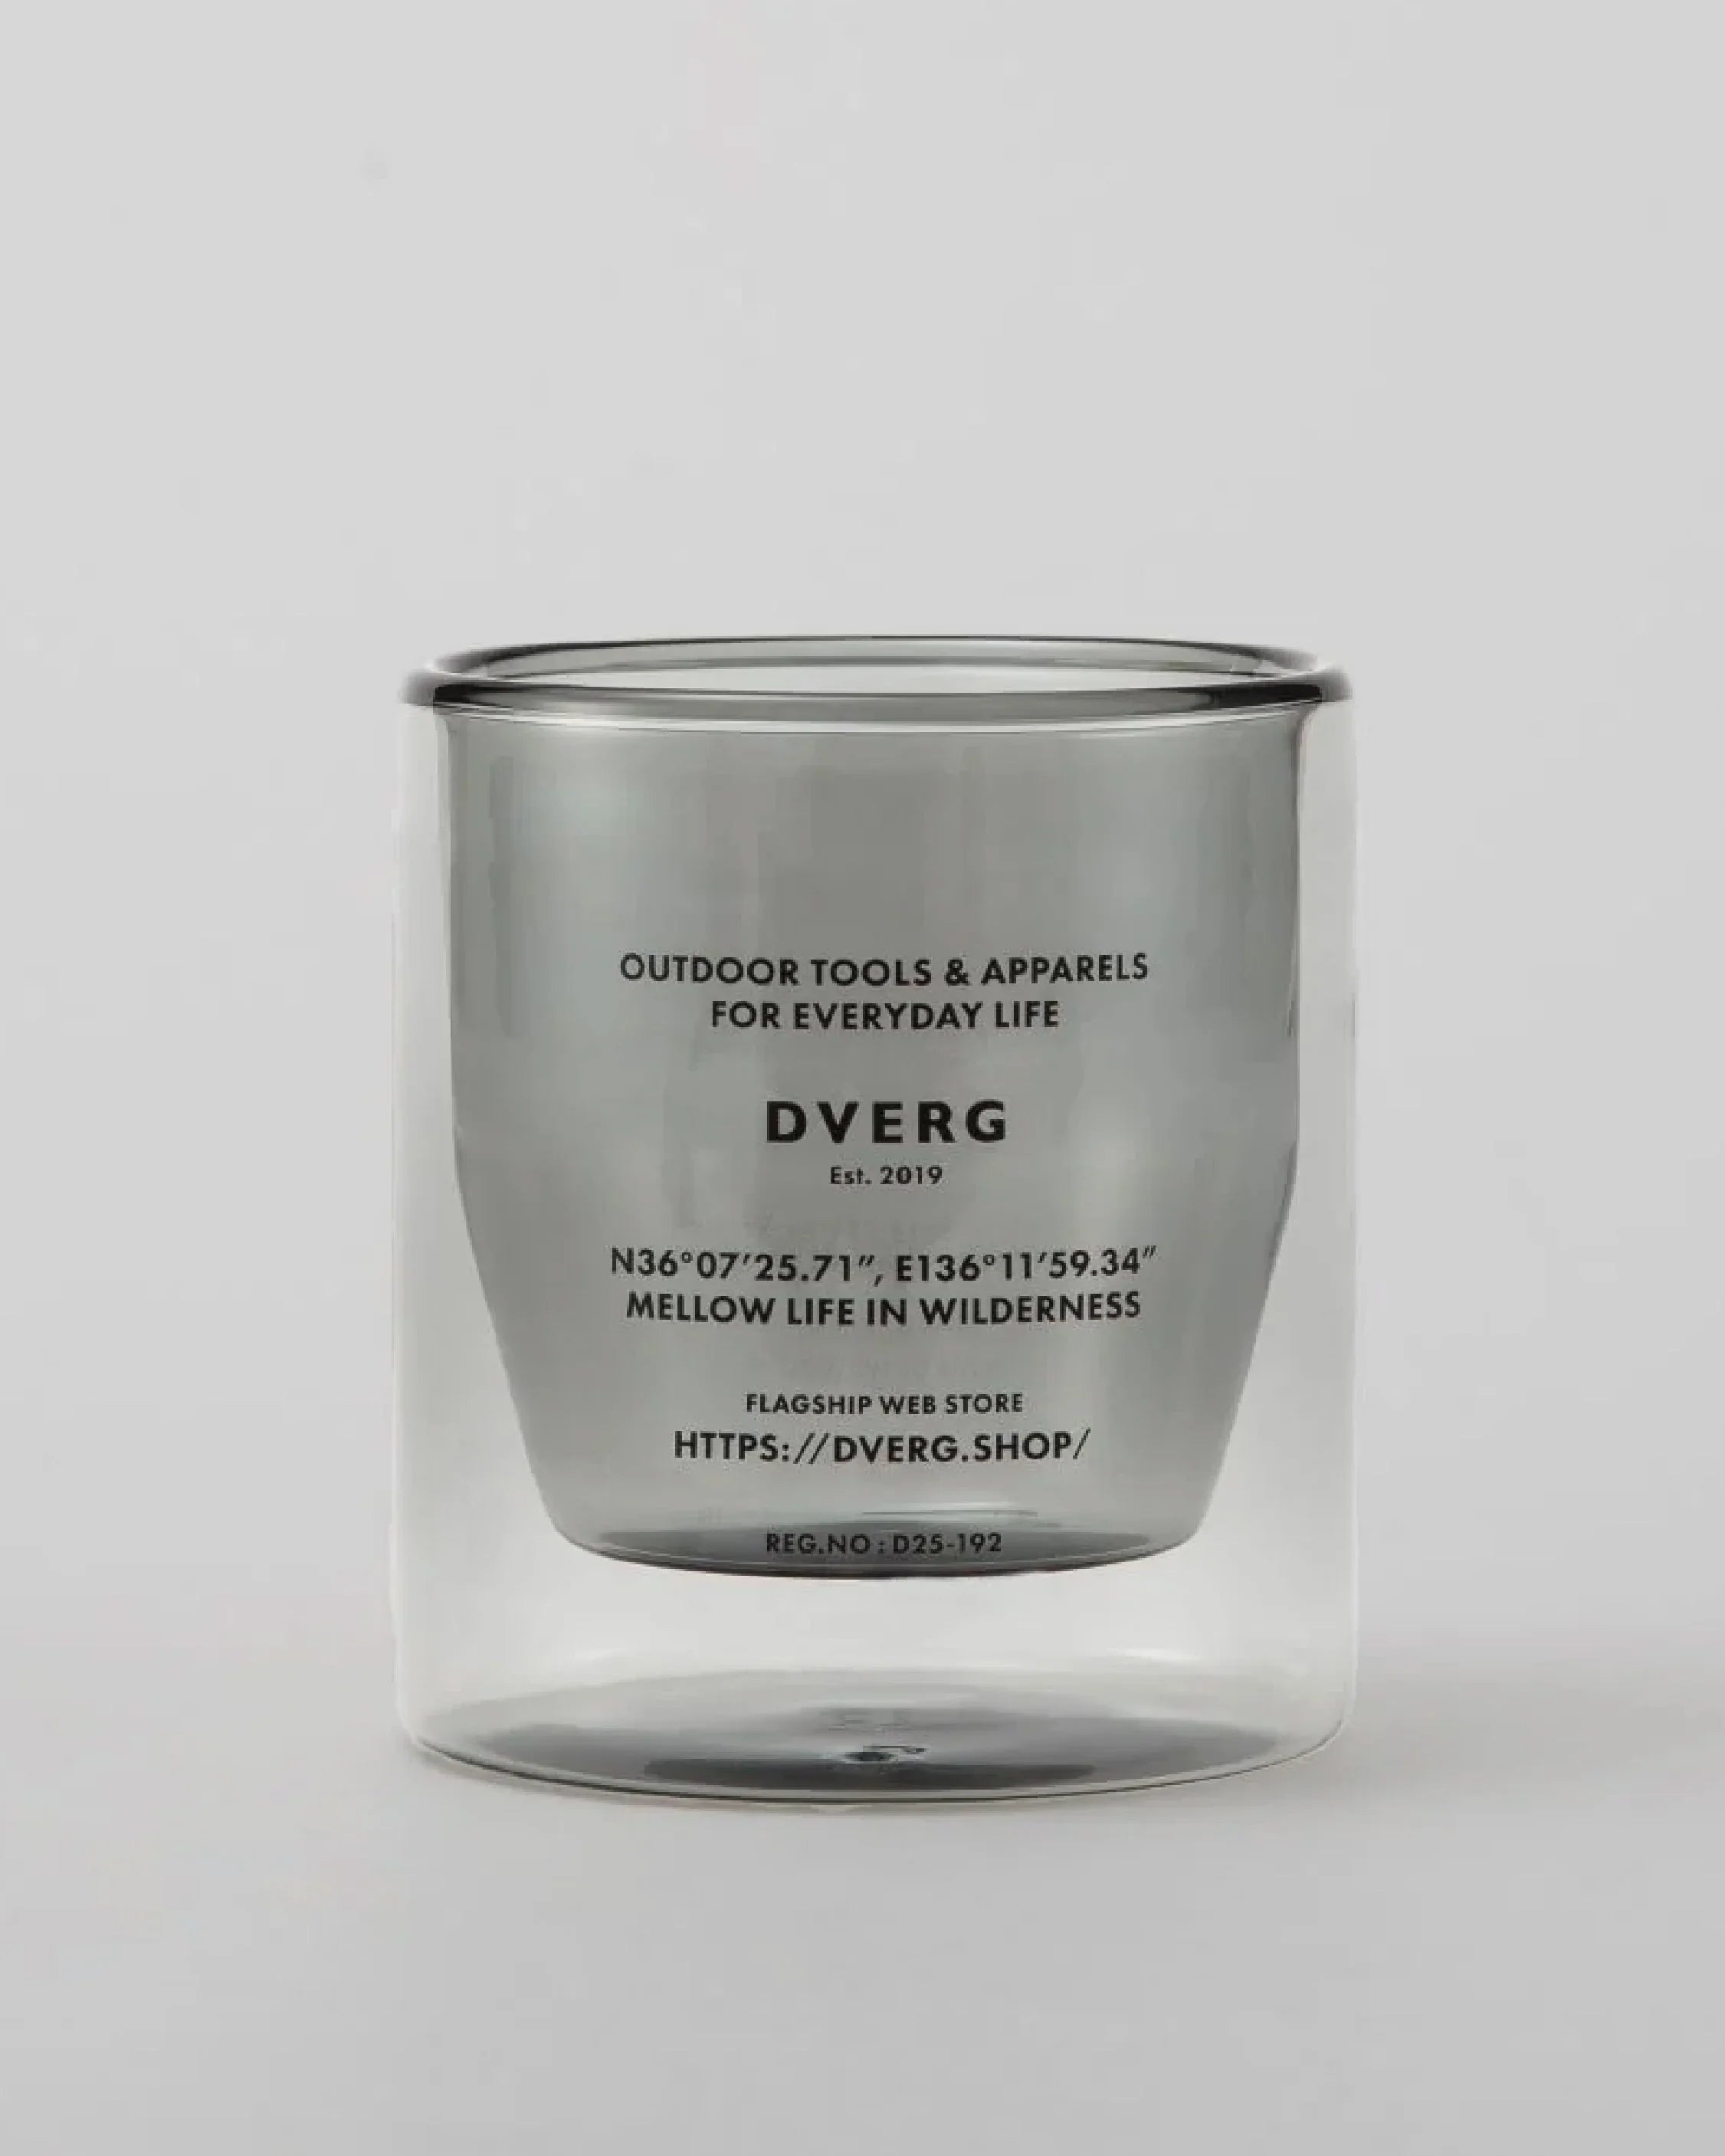 OUTDOOR TOOLS & APPARELS
FOR EVERYDAY LIFE
DVERG
Est. 2019
N36°07′25.71″, E136°11′59.34″
MELLOW LIFE IN WILDERNESS
FLAGSHIP WEB STORE
HTTPS://DVERG.SHOP/
REG.NO : D25-192